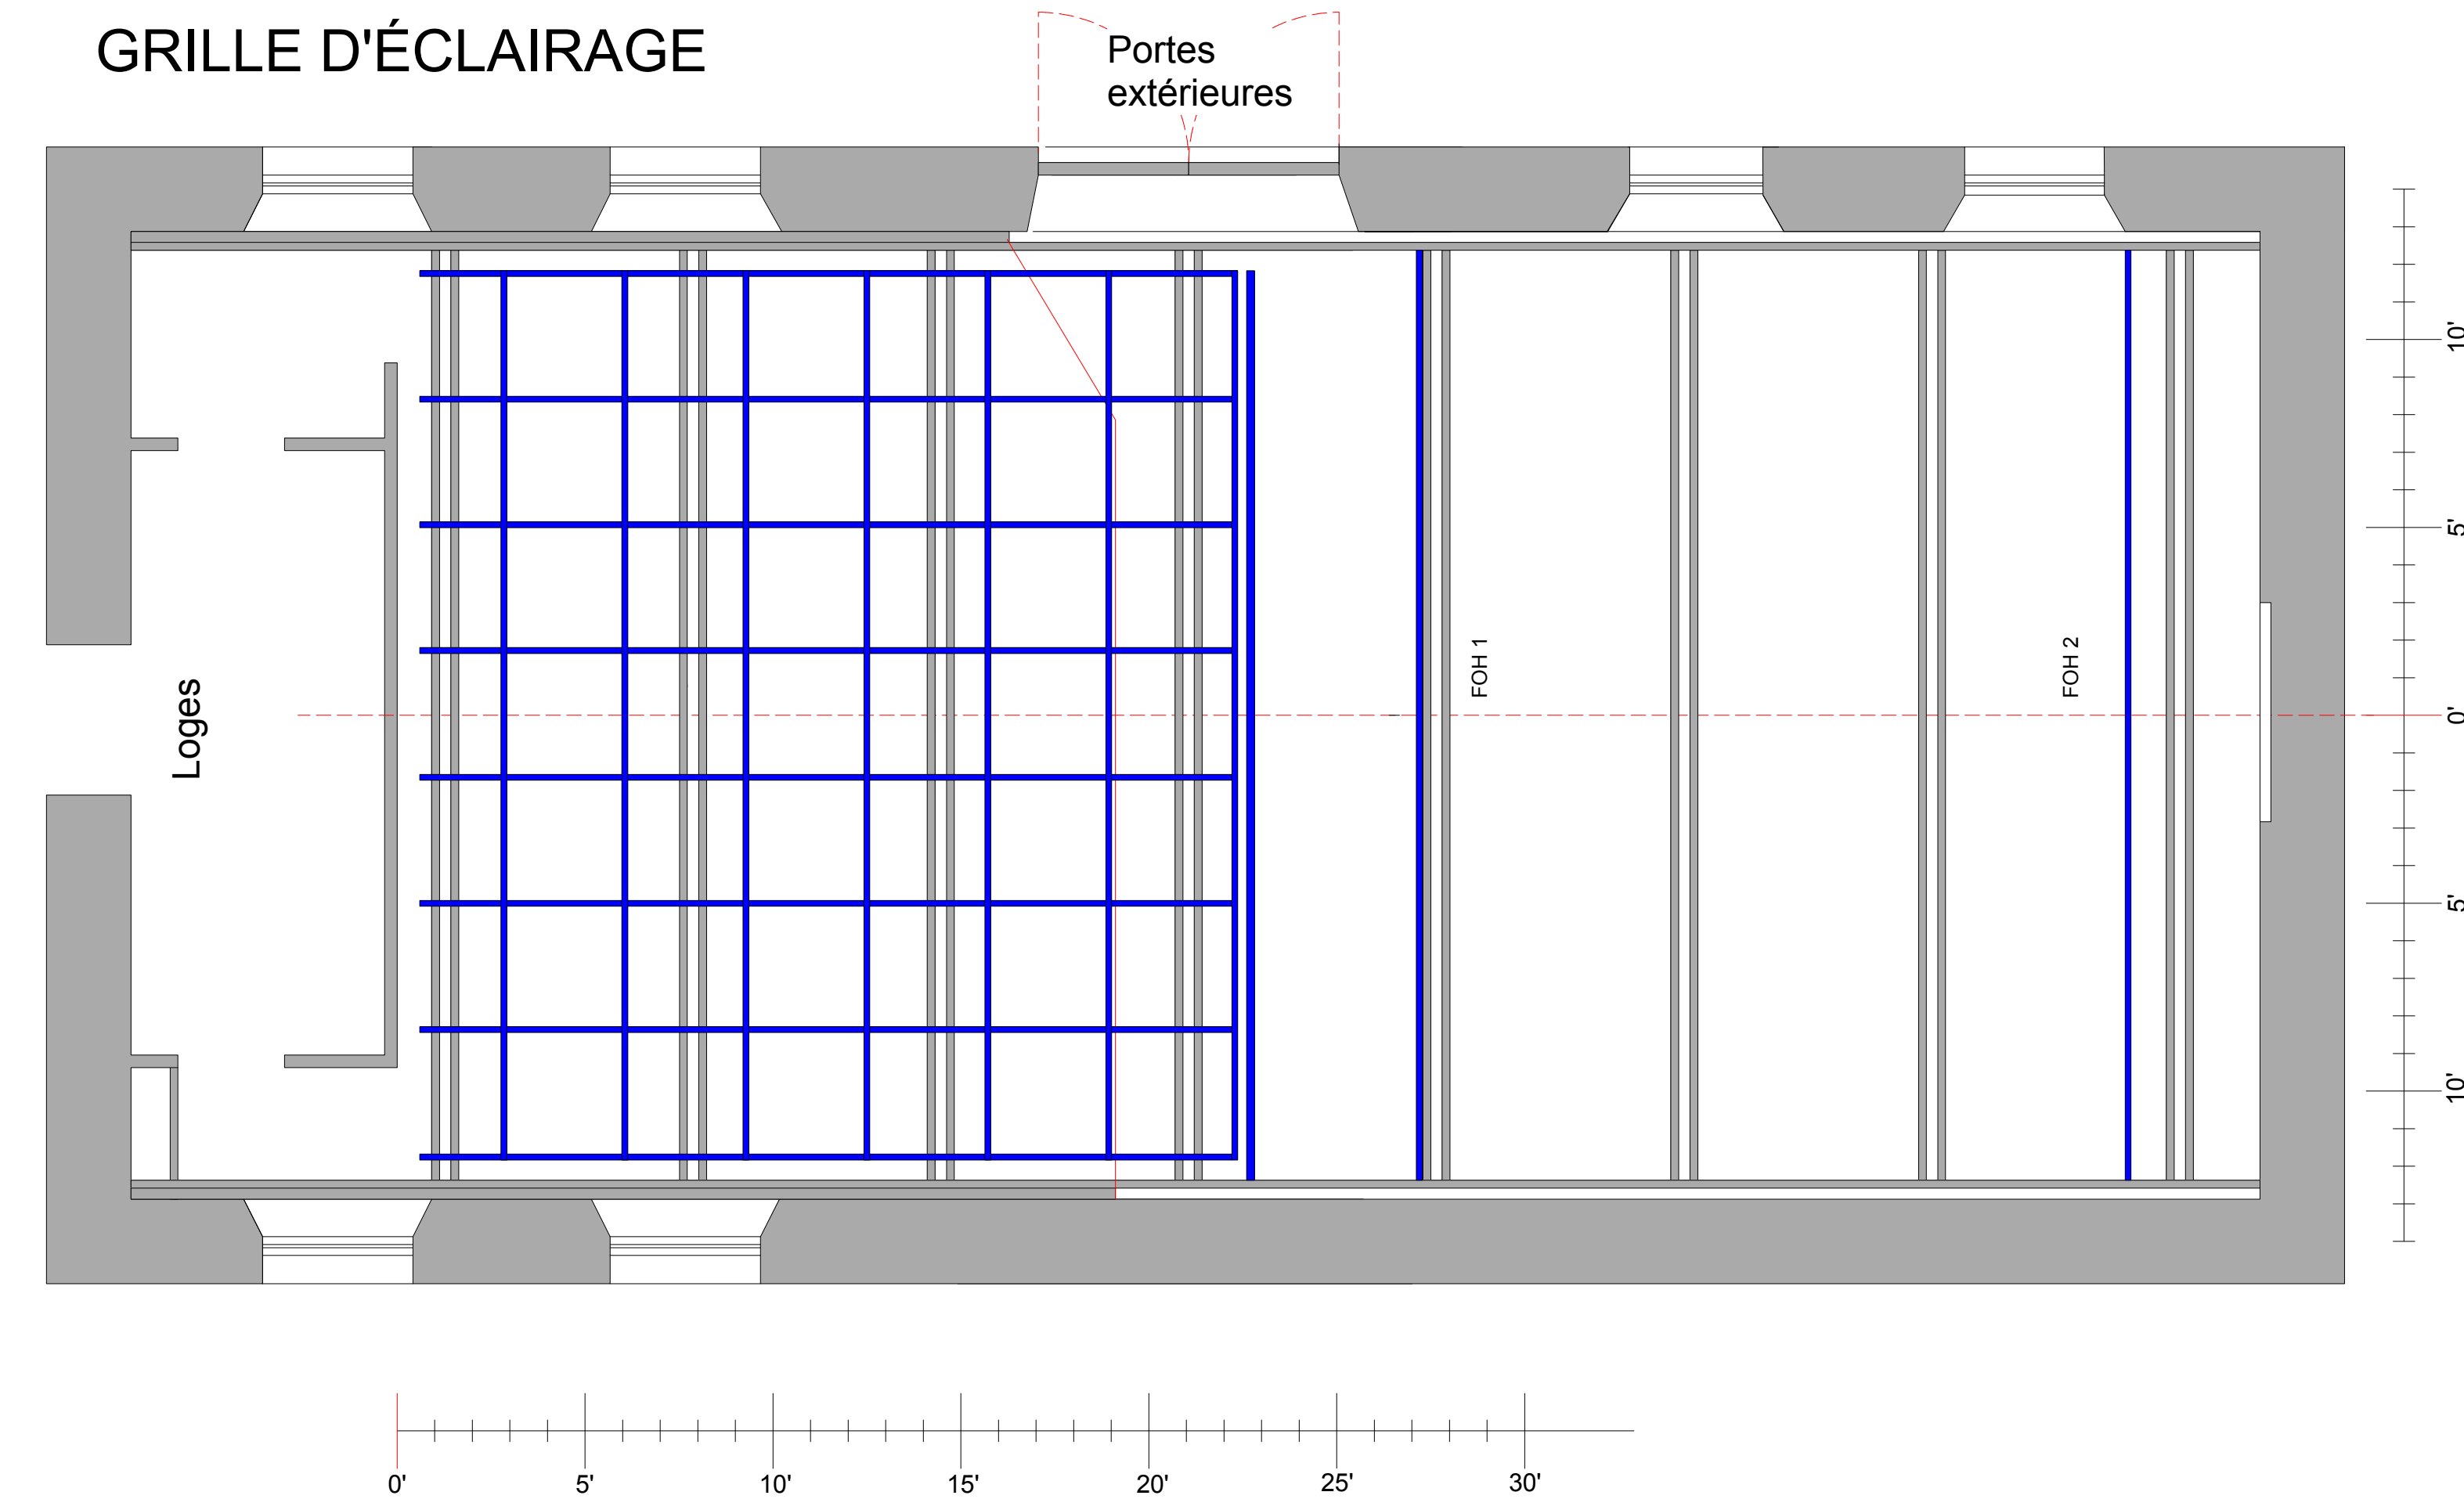 GRILLE D'ÉCLAIRAGE
Portes
extérieures
10'
5'
FOH 1
FOH 2
Loges
0'
5'
10'
0'
5'
10'
15'
20'
25'
30'